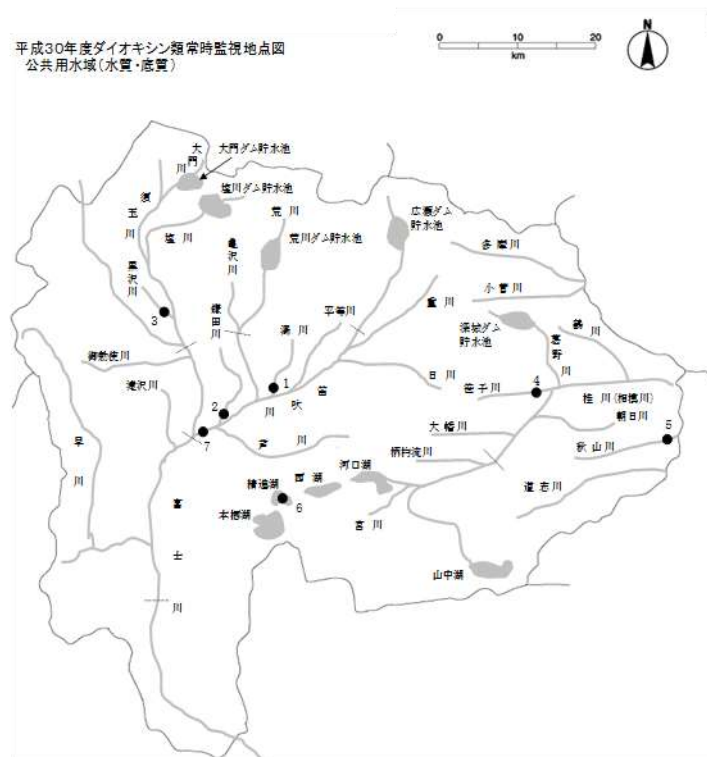 平成30年度ダイオキシン類常時監視地点図
公共用水域(水質・底質)
N
0 10 20
km
大門川
大門ダム貯水池
須玉川
塩川ダム貯水池
塩川
荒川
荒川ダム貯水池
亀沢川
広瀬ダム
貯水池
多摩川
小菅川
黒沢川
3
鎌田川
平等川
重川
深城ダム
貯水池
葛野川
鶴川
御勅使川
湯川
滝沢川
1
2
笛吹川
日川
笹子川
4
桂川(相模川)
朝日川
7
芦川
大幡川
5
秋山川
早川
柄杓流川
精進湖
西湖
河口湖
6
本栖湖
宮川
道志川
富士川
山中湖